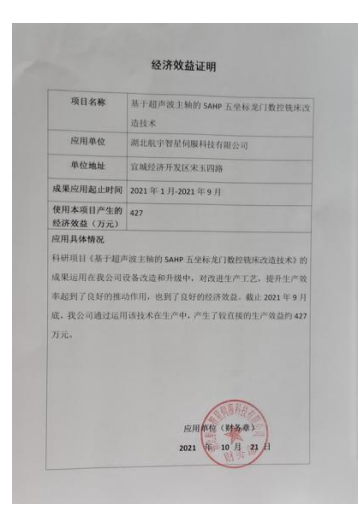 经济效益证明
项目名称
基于超声波主轴的 SAHP 五坐标龙门数控铣床改
造技术
应用单位
湖北航宇智星伺服科技有限公司
单位地址
宜城经济开发区宋玉四路
成果应用起止时间
2021 年 1 月-2021 年 9 月
使用本项目产生的
经济效益（万元）
427
应用具体情况
科研项目《基于超声波主轴的 SAHP 五坐标龙门数控铣床改造技术》的
成果运用在我公司设备改造和升级中，对改进生产工艺，提升生产效
率起到了良好的推动作用，也到了良好的经济效益。截止 2021 年 9 月
底，我公司通过运用该技术在生产中，产生了较直接的生产效益约 427
万元。
应用单位（财务章）
2021 年 10 月 21 日